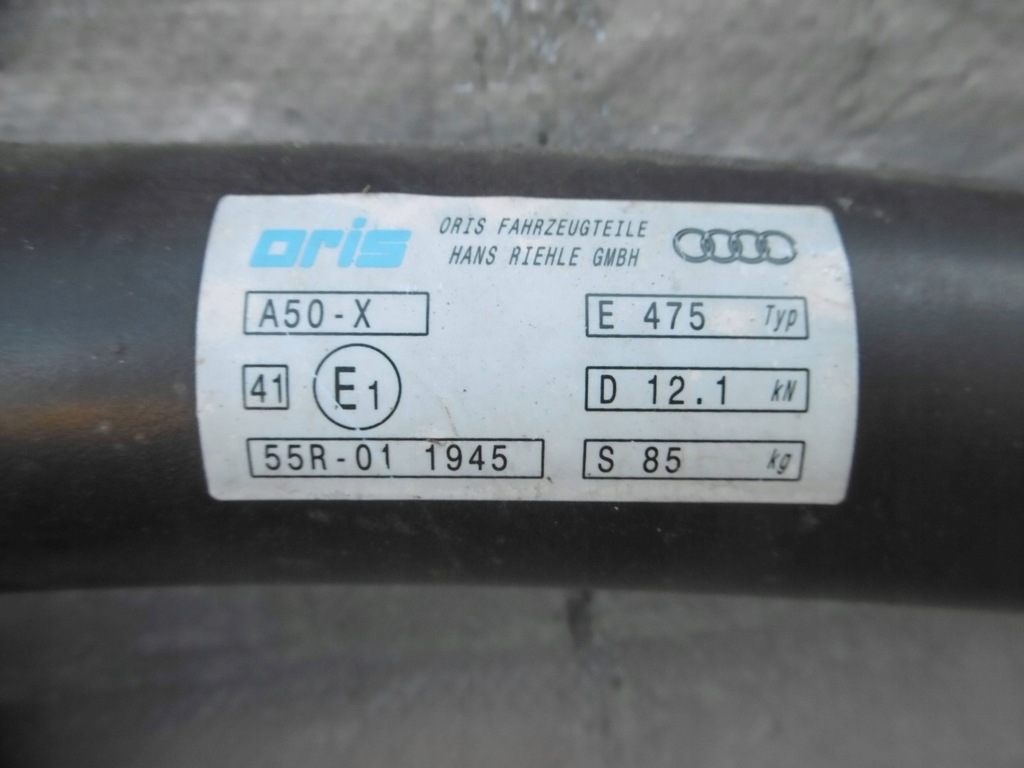 oris
ORIS FAHRZEUGTEILE
HANS RIEHLE GMBH
A50-X
E 475 Typ
41 E1
D 12.1 kN
55R-01 1945
S 85 kg